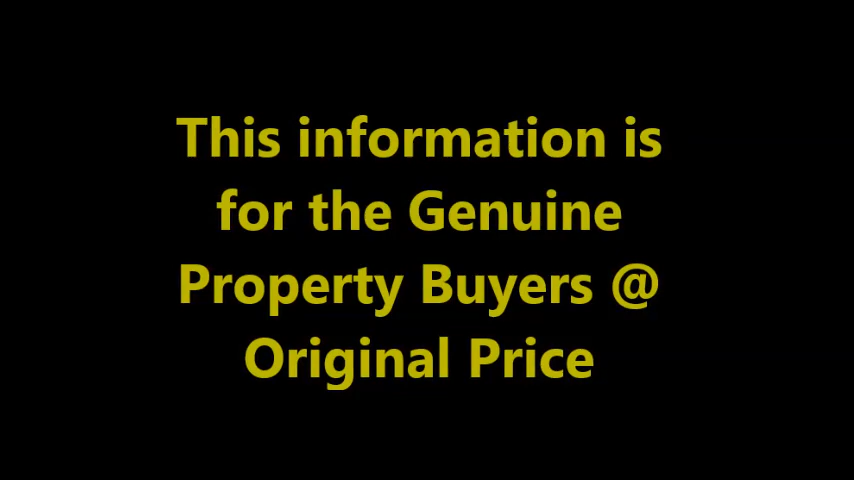 This information is
for the Genuine
Property Buyers @
Original Price